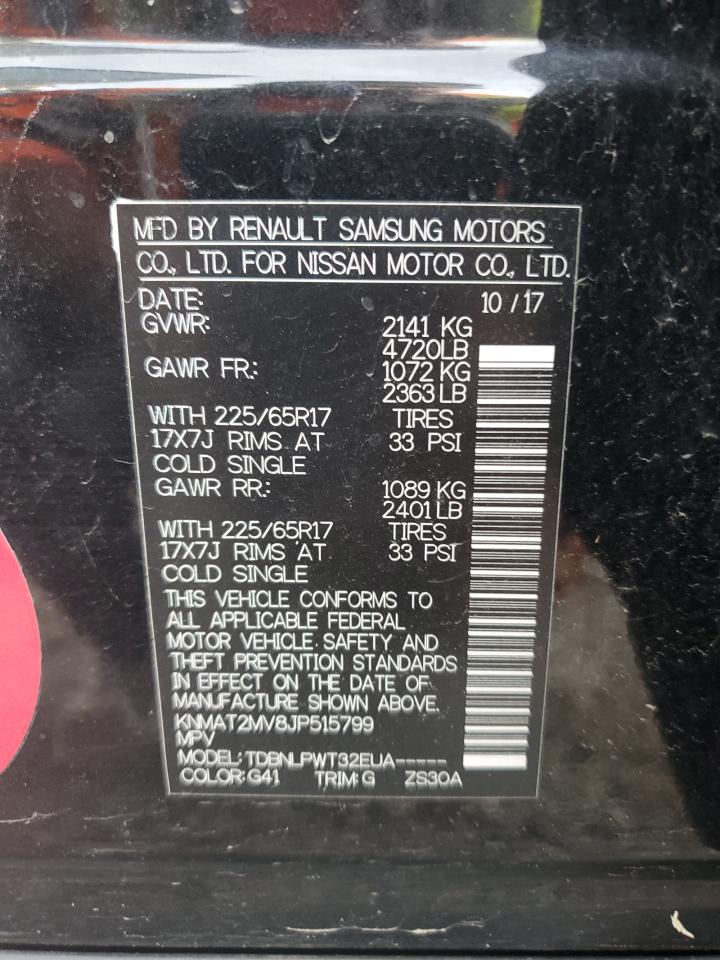 MFD BY RENAULT SAMSUNG MOTORS
CO., LTD. FOR NISSAN MOTOR CO., LTD.
DATE: 10 / 17
GVWR: 2141 KG
4720LB
GAWR FR.: 1072 KG
2363 LB
WITH 225/65R17 TIRES
17X7J RIMS AT 33 PSI
COLD SINGLE
GAWR RR.: 1089 KG
2401 LB
WITH 225/65R17 TIRES
17X7J RIMS AT 33 PSI
COLD SINGLE
THIS VEHICLE CONFORMS TO
ALL APPLICABLE FEDERAL
MOTOR VEHICLE SAFETY AND
THEFT PREVENTION STANDARDS
IN EFFECT ON THE DATE OF
MANUFACTURE SHOWN ABOVE.
KNMAT2MV8JP515799
MPV
MODEL: TDBNLPWT32EUA-----
COLOR: G41 TRIM: G ZS30A